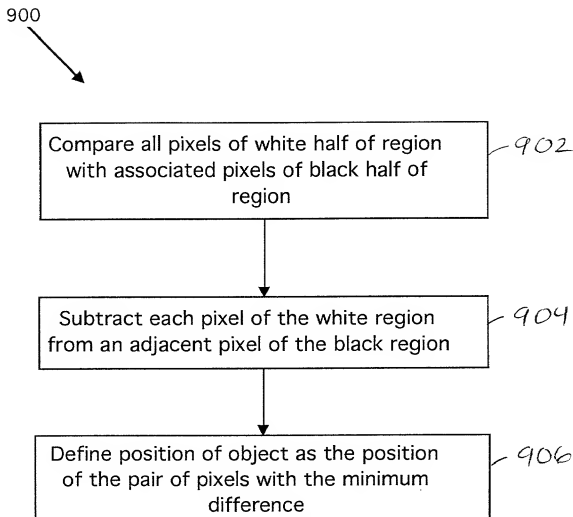 900
Compare all pixels of white half of region
902
with associated pixels of black half of
region
Subtract each pixel of the white region
904
from an adjacent pixel of the black region
Define position of object as the position
906
of the pair of pixels with the minimum
difference